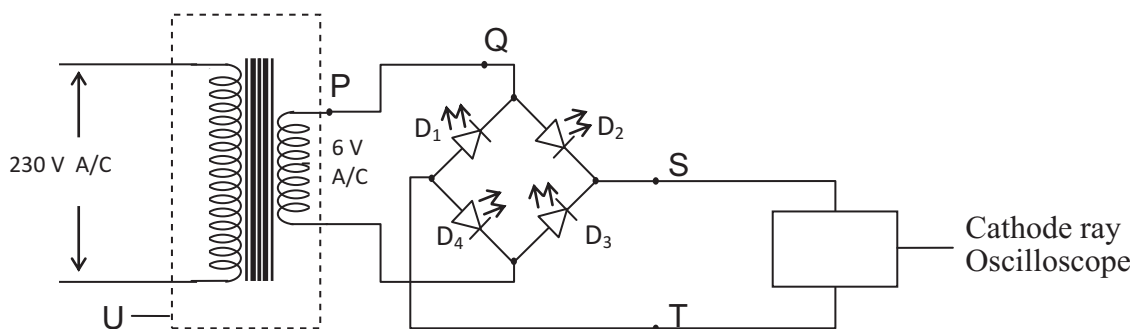 Q
P
D₁
D₂
6 V
A/C
230 V A/C
S
D₄
D₃
Cathode ray
Oscilloscope
U
T